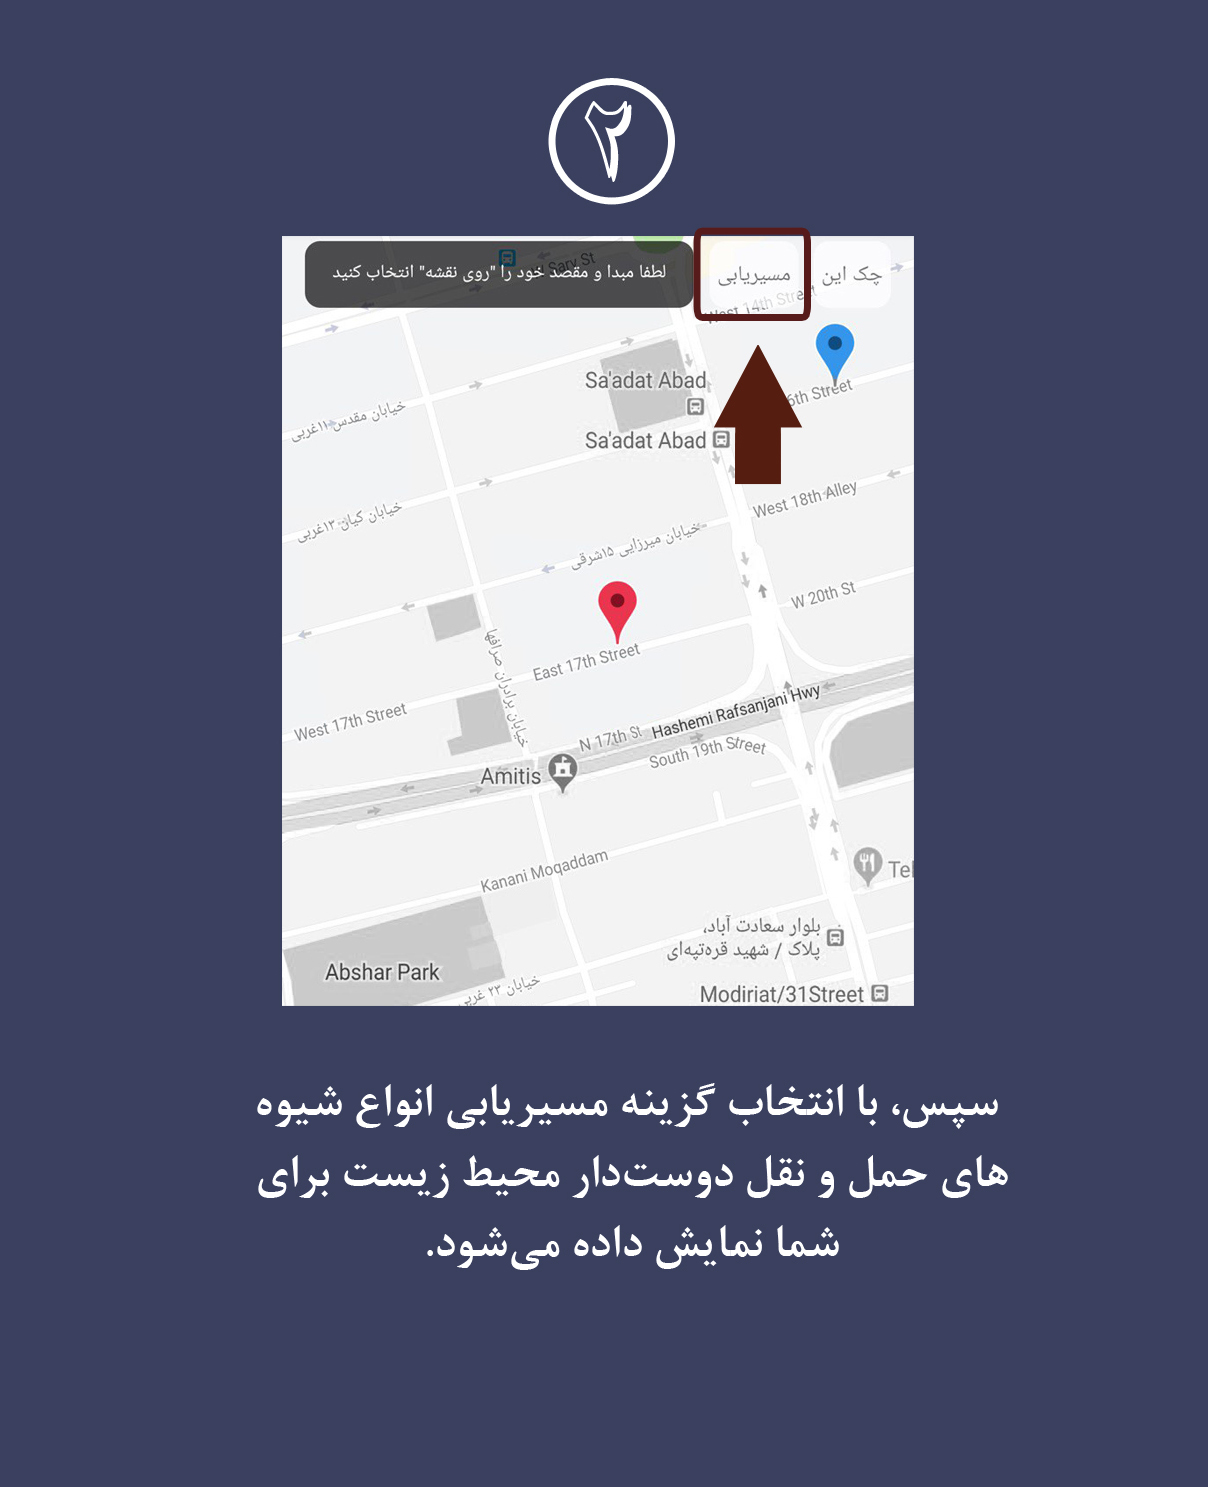 ۲
چک این
مسیریابی
لطفا مبدا و مقصد خود را "روی نقشه" انتخاب کنید
Sarv St
West 14th Street
6th Street
Sa'adat Abad
Sa'adat Abad
خیابان مقدس ۱۱غربی
West 18th Alley
خیابان کیان ۱۳غربی
خیابان میرزایی ۱۵شرقی
W 20th St
East 17th Street
خیابان برادران صرافها
West 17th Street
Hashemi Rafsanjani Hwy
N 17th St
South 19th Street
Amitis
Kanani Moqaddam
Tel
بلوار سعادت آباد،
پلاک / شهید قره‌تپه‌ای
Abshar Park
خیابان ۲۳ غربی
Modiriat/31Street
سپس، با انتخاب گزینه مسیریابی انواع شیوه
های حمل و نقل دوست‌دار محیط زیست برای
شما نمایش داده می‌شود.